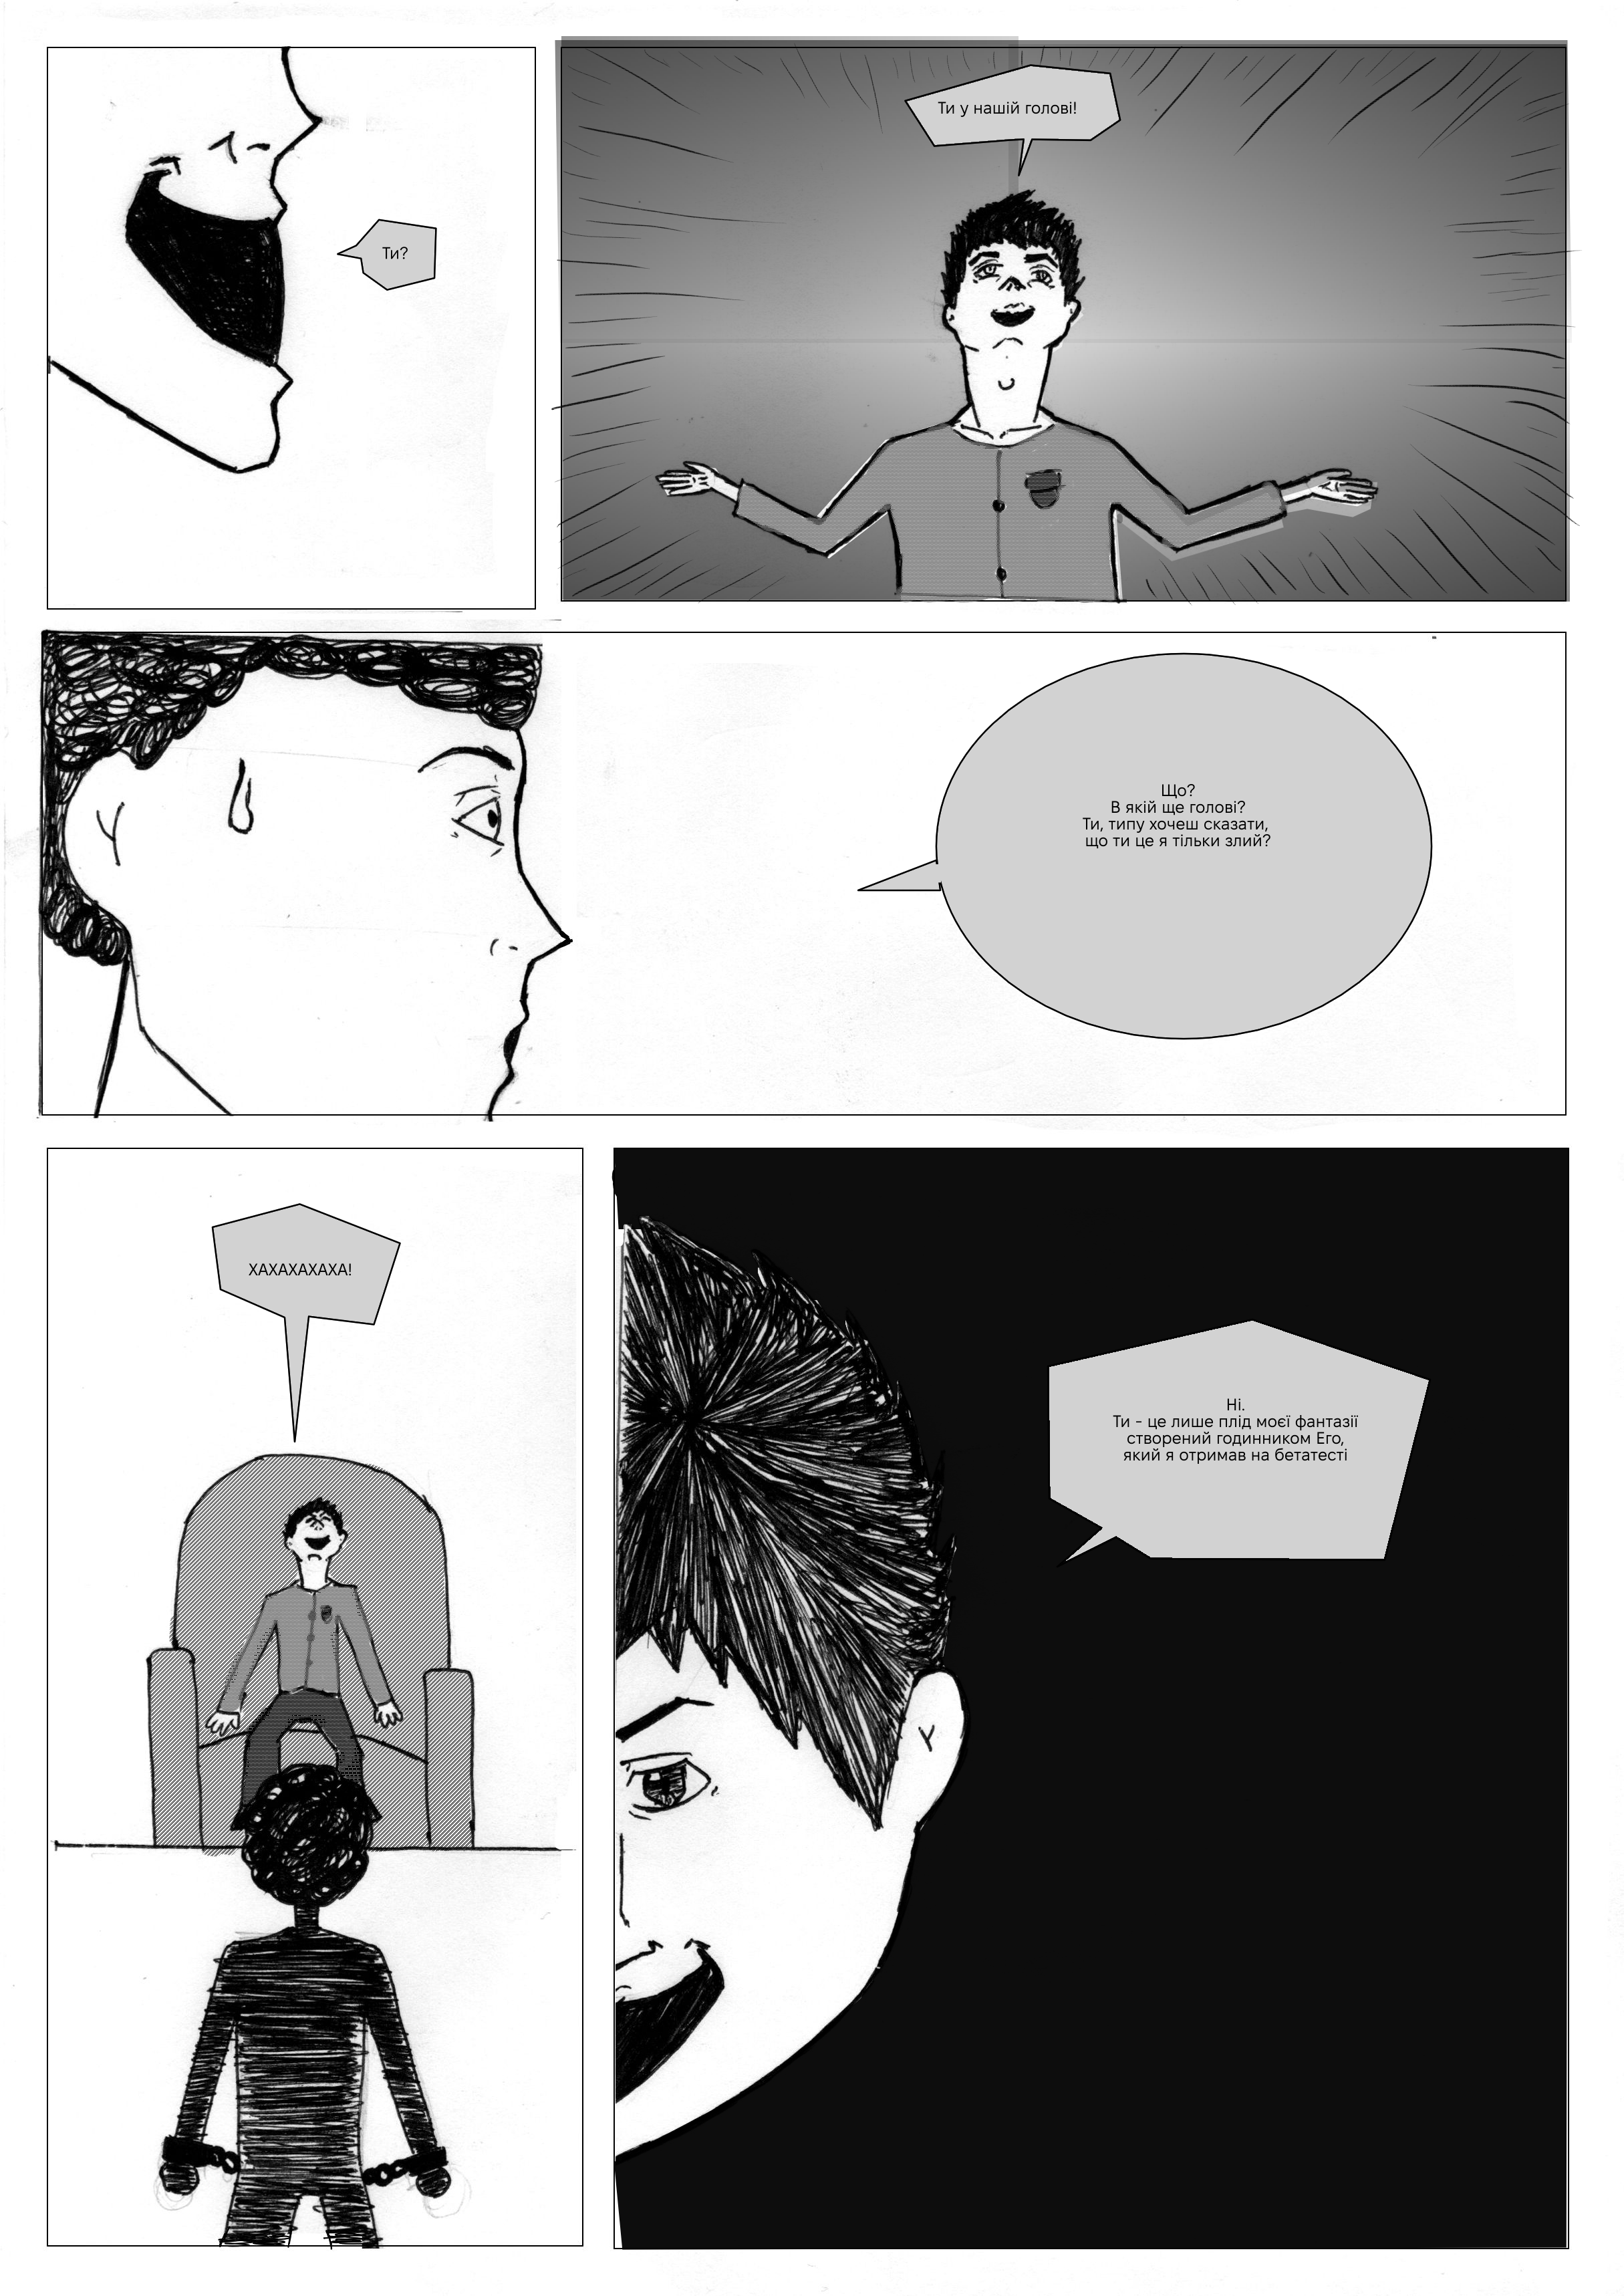 Ти?
Ти у нашій голові!
Що?
В якій ще голові?
Ти, типу хочеш сказати,
що ти це я тільки злий?
ХАХАХАХАХА!
Ні.
Ти - це лише плід моєї фантазії
створений годинником Его,
який я отримав на бетатесті